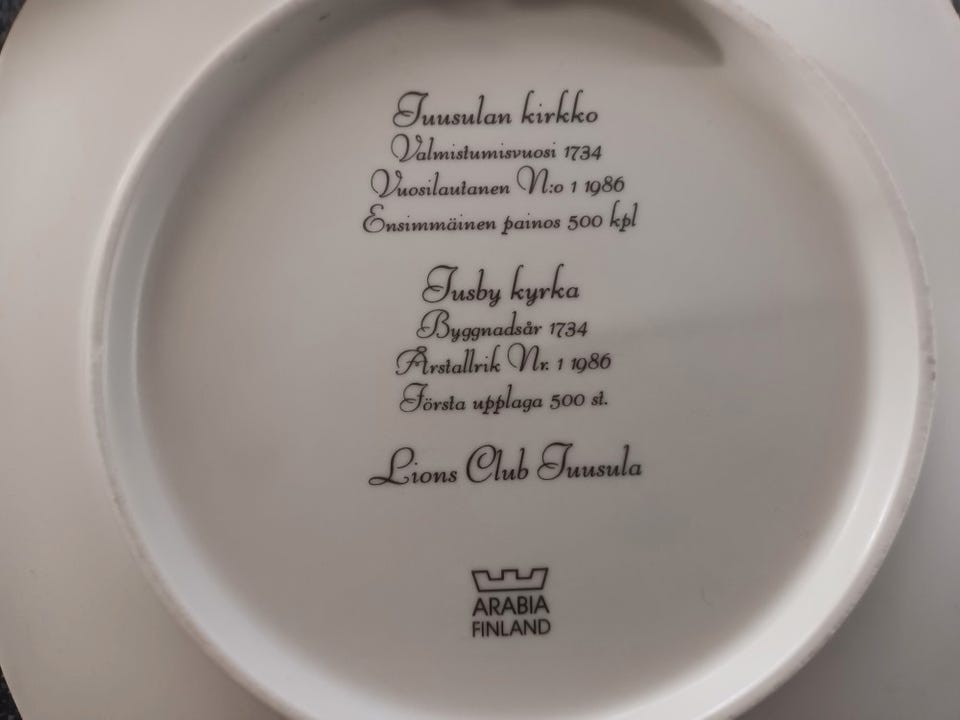 Tuusulan kirkko
Valmistumisvuosi 1734
Vuosilautanen N:o 1 1986
Ensimmäinen painos 500 kpl
Tusby kyrka
Byggnadsår 1734
Årstallrik Nr. 1 1986
Första upplaga 500 st.
Lions Club Tuusula
ARABIA
FINLAND